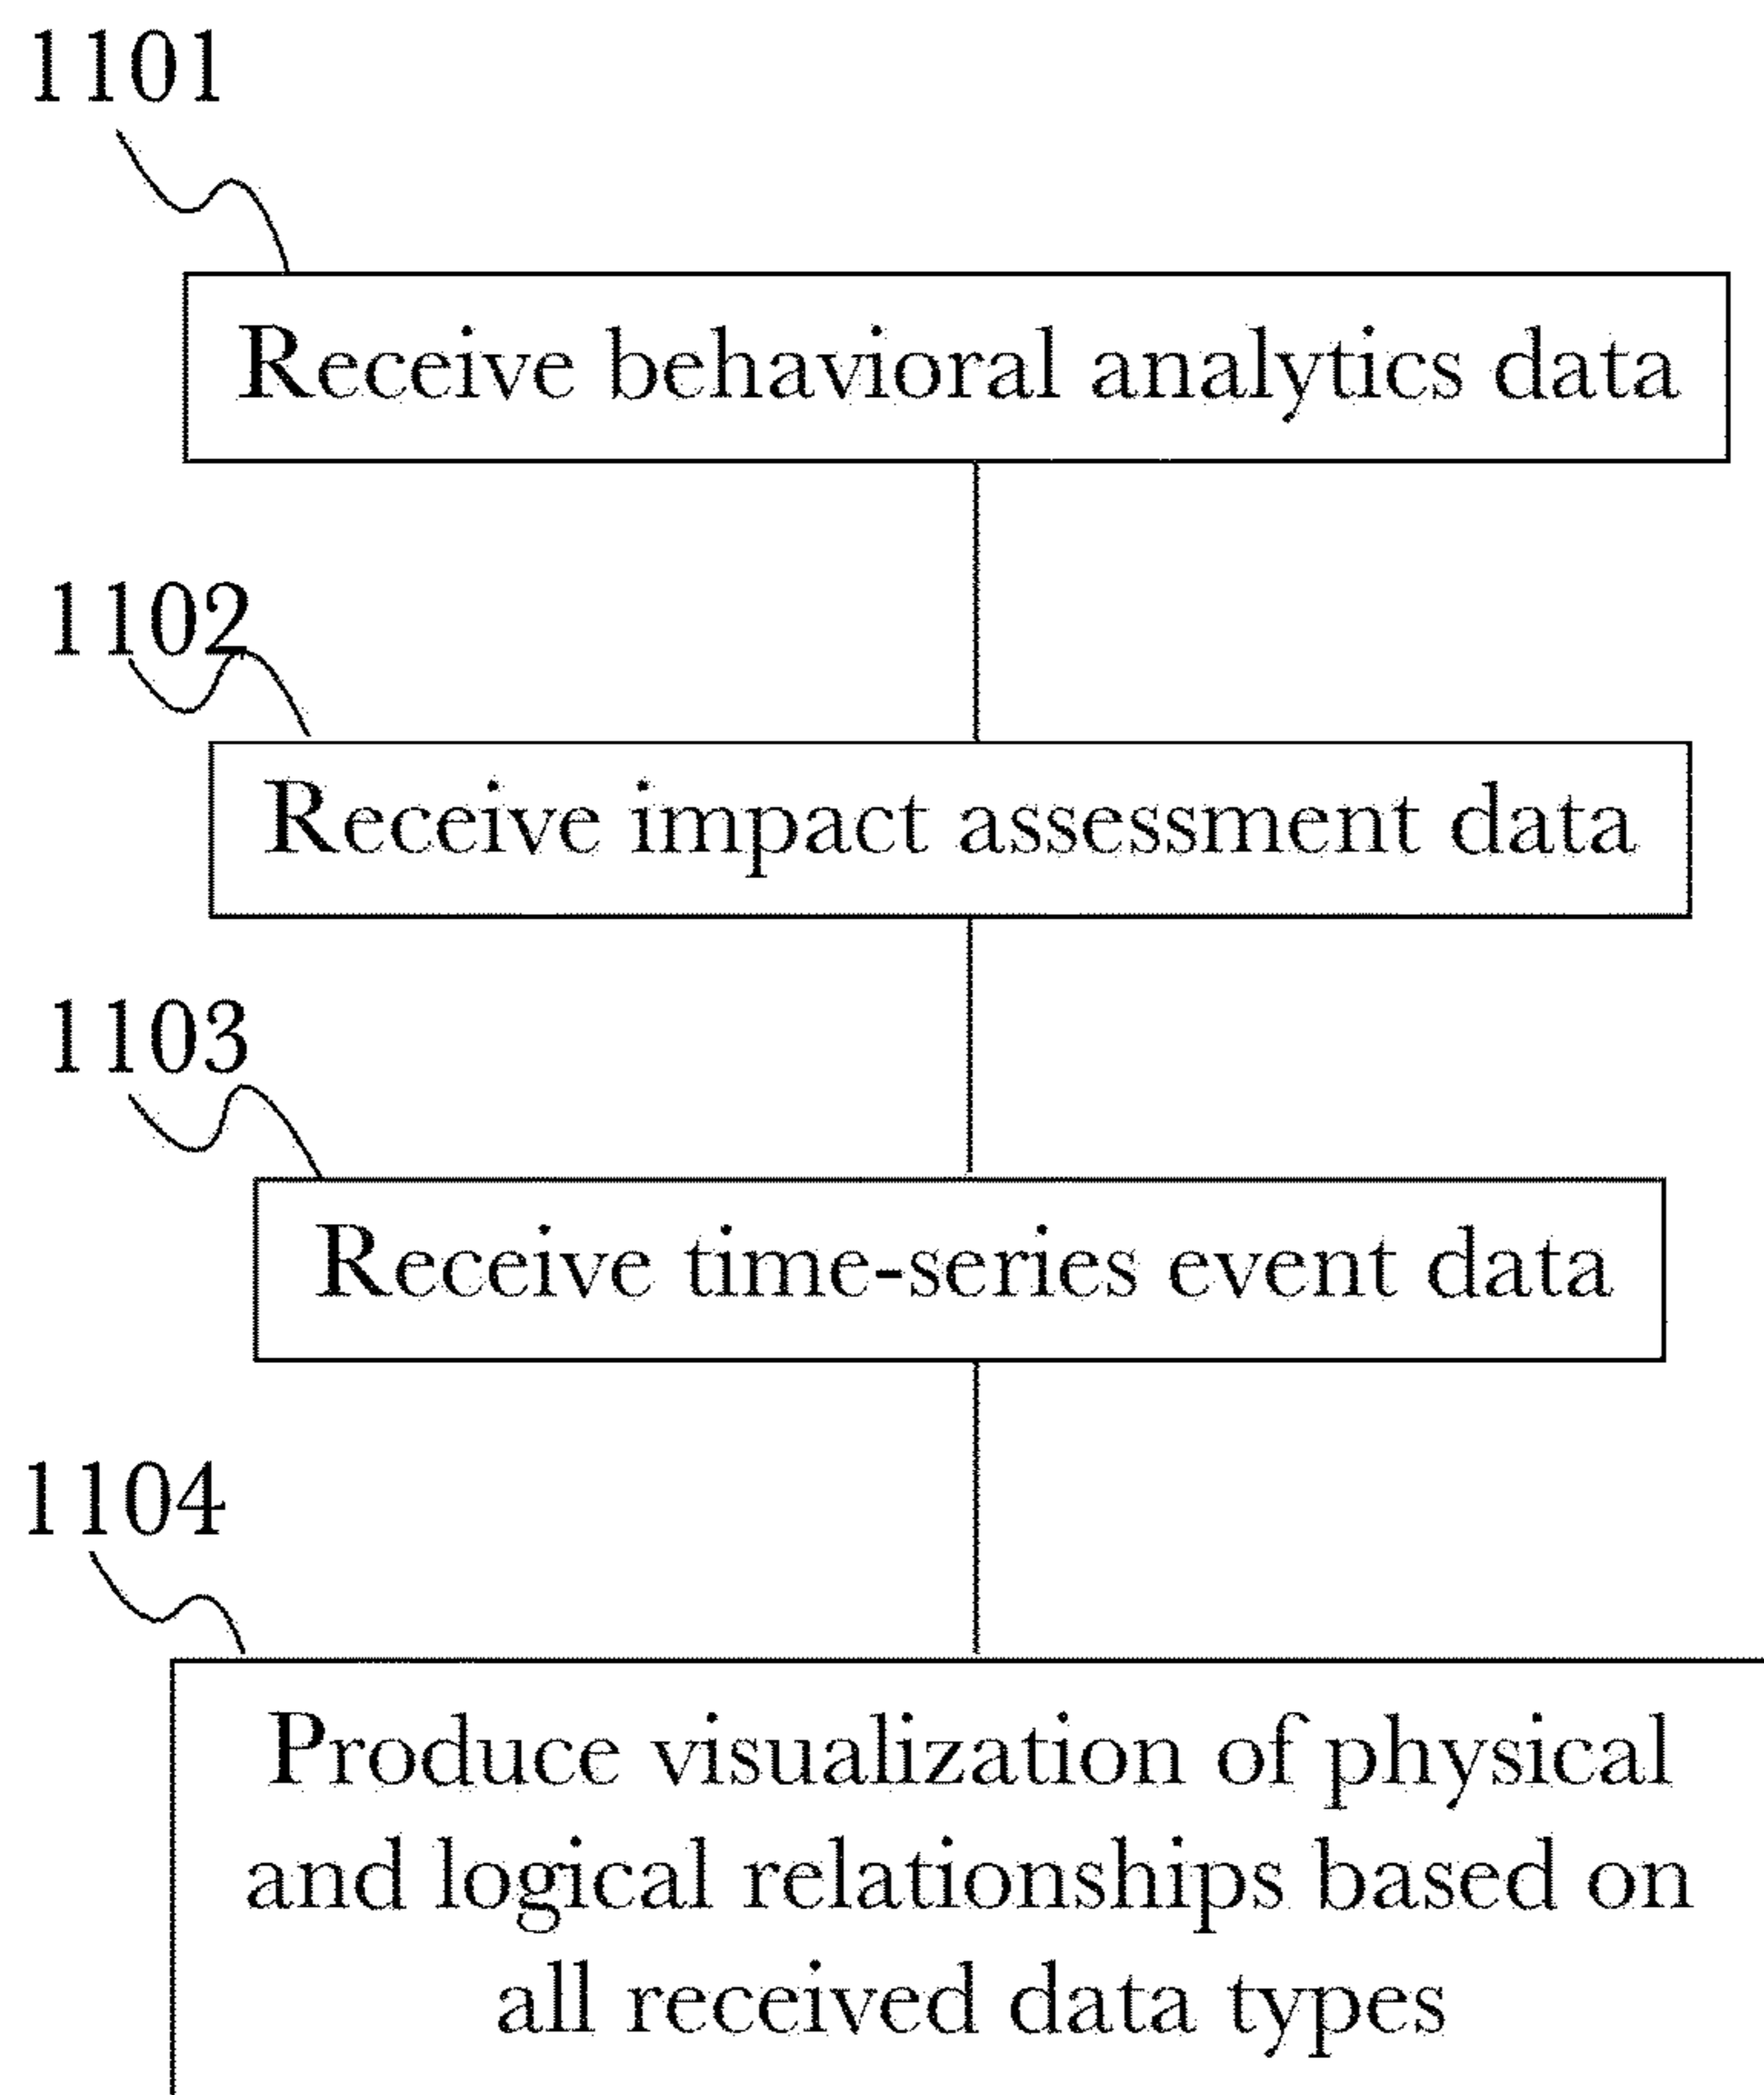 1101
Receive behavioral analytics data
1102
Receive impact assessment data
1103
Receive time-series event data
1104
Produce visualization of physical
and logical relationships based on
all received data types